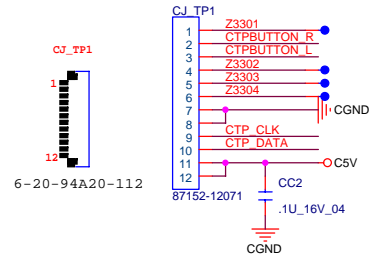 CJ_TP1
1
12
6-20-94A20-112
CJ_TP1
1 Z3301
2 CTPBUTTON_R
3 CTPBUTTON_L
4 Z3302
5 Z3303
6 Z3304
7 CGND
8
9 CTP_CLK
10 CTP_DATA
11 C5V
12
87152-12071
CC2
.1U_16V_04
CGND